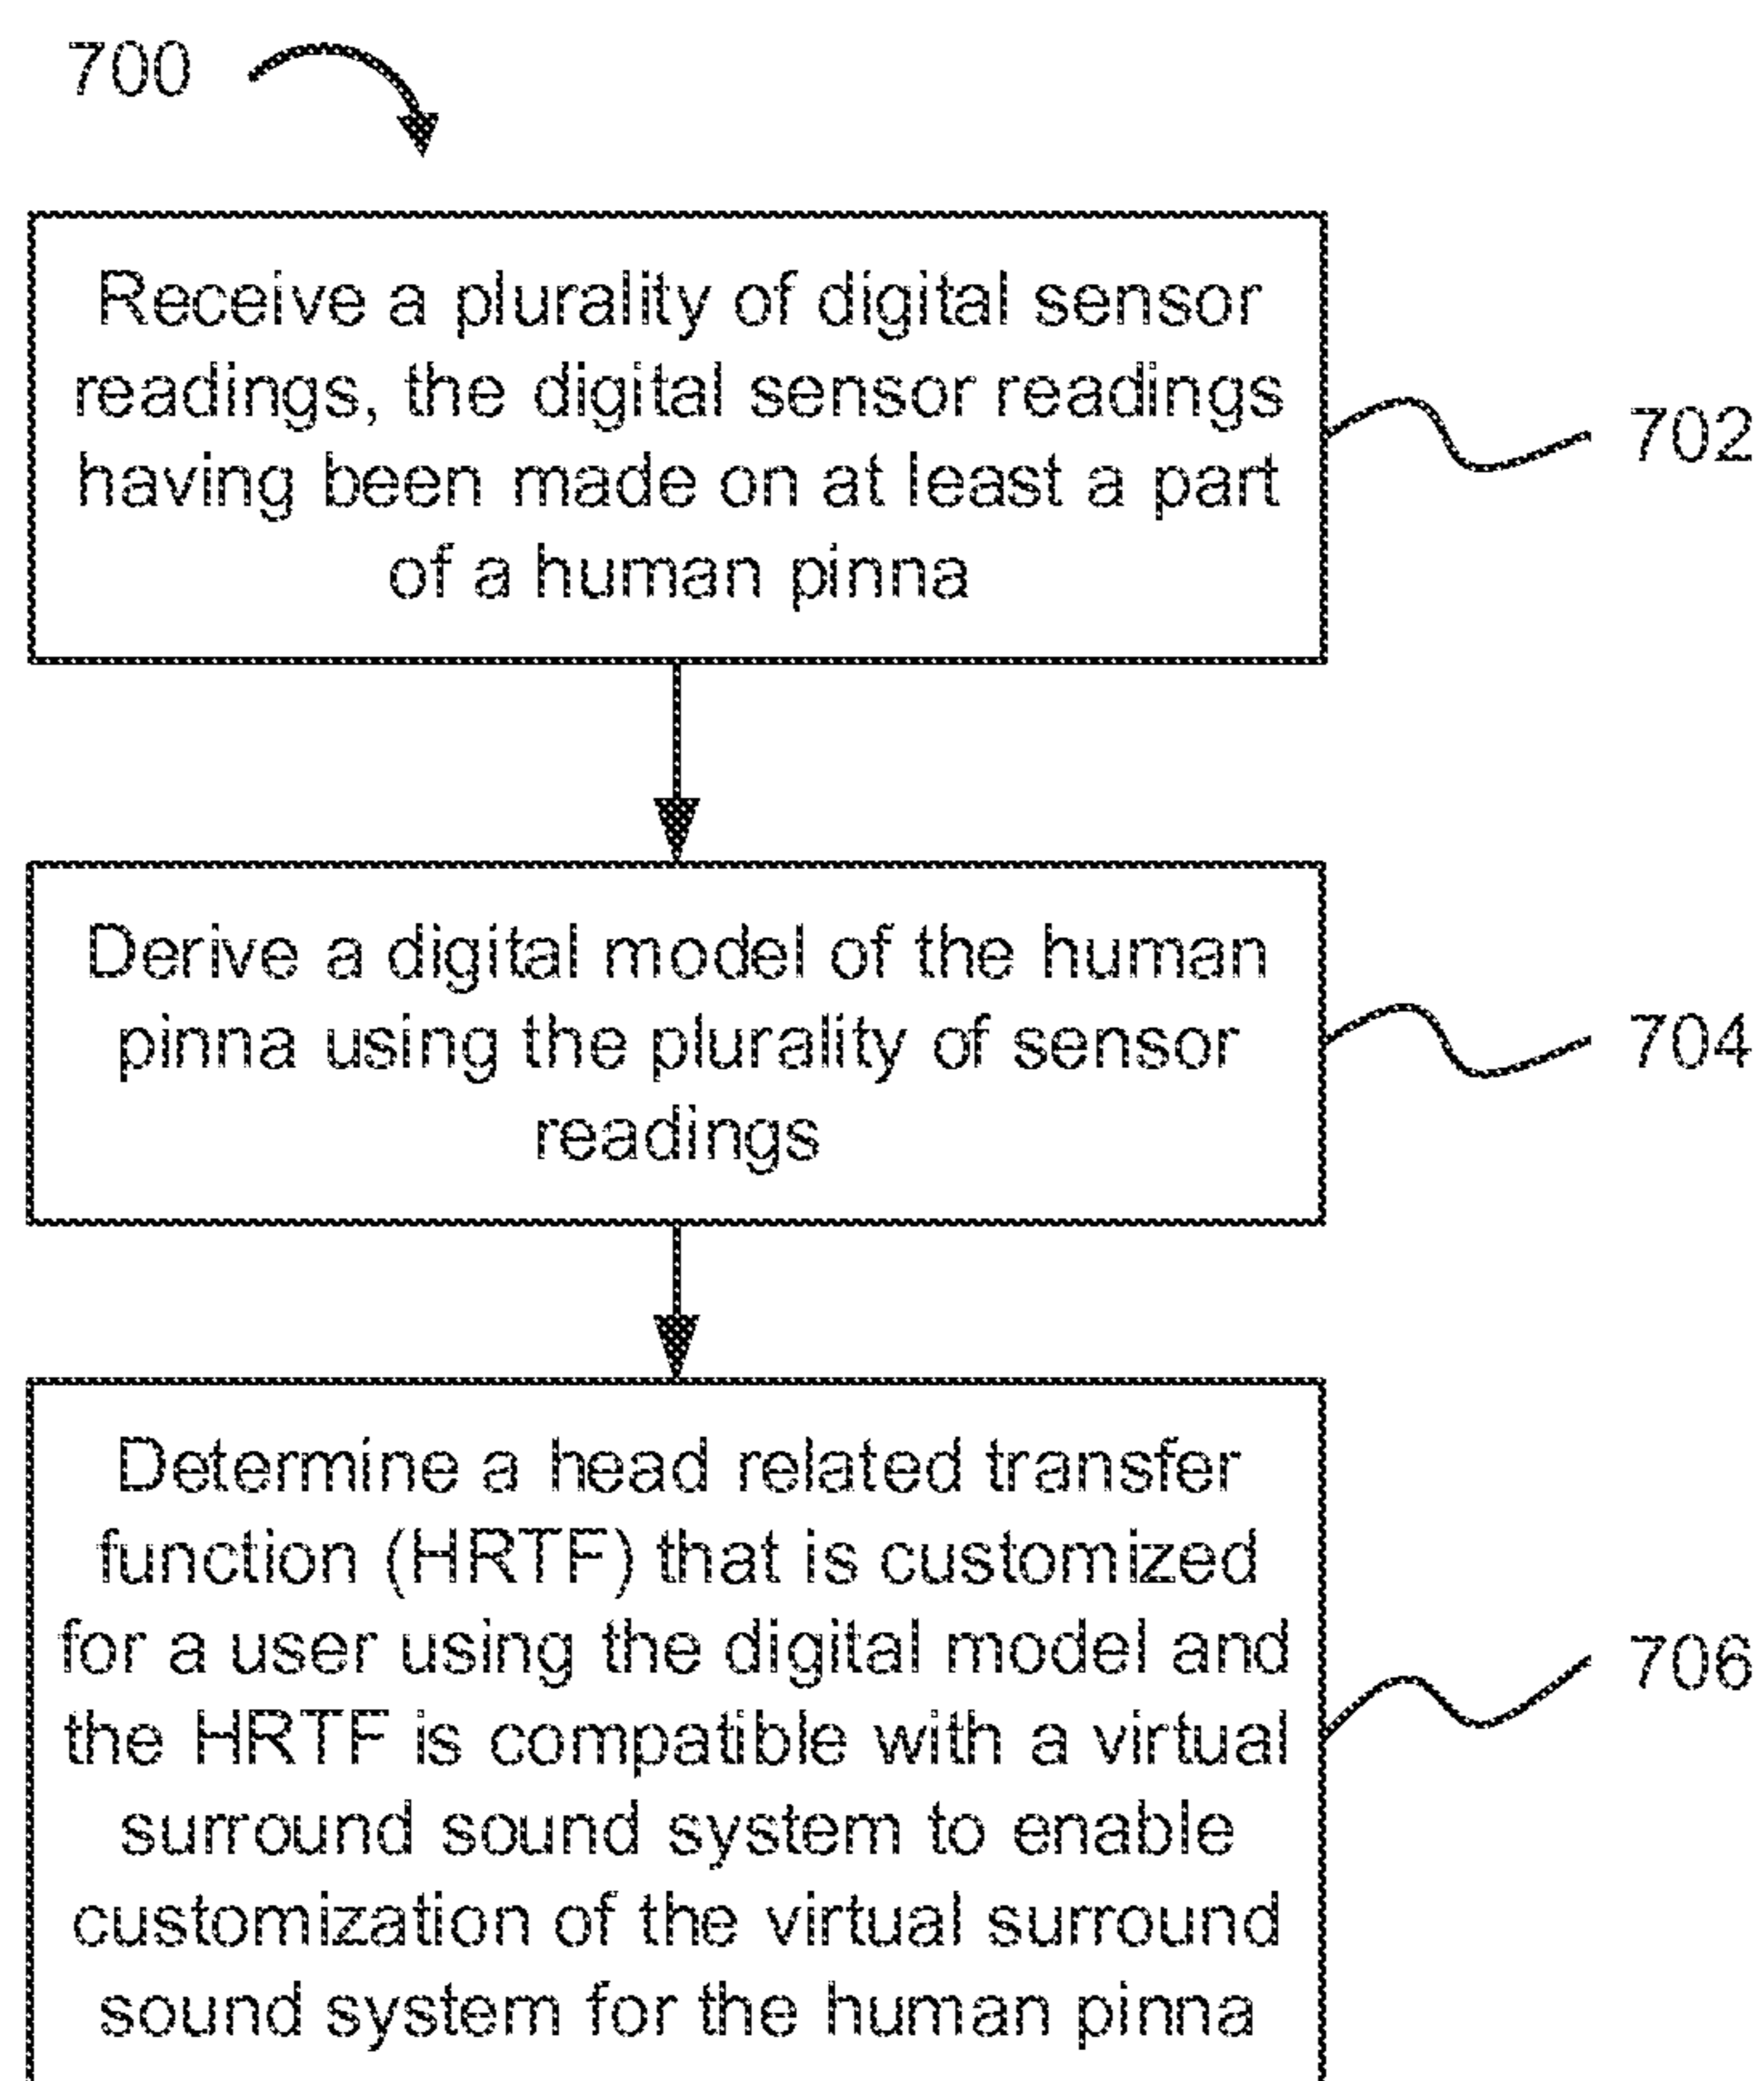 700
Receive a plurality of digital sensor
readings, the digital sensor readings
having been made on at least a part
of a human pinna
702
Derive a digital model of the human
pinna using the plurality of sensor
readings
704
Determine a head related transfer
function (HRTF) that is customized
for a user using the digital model and
the HRTF is compatible with a virtual
surround sound system to enable
customization of the virtual surround
sound system for the human pinna
706